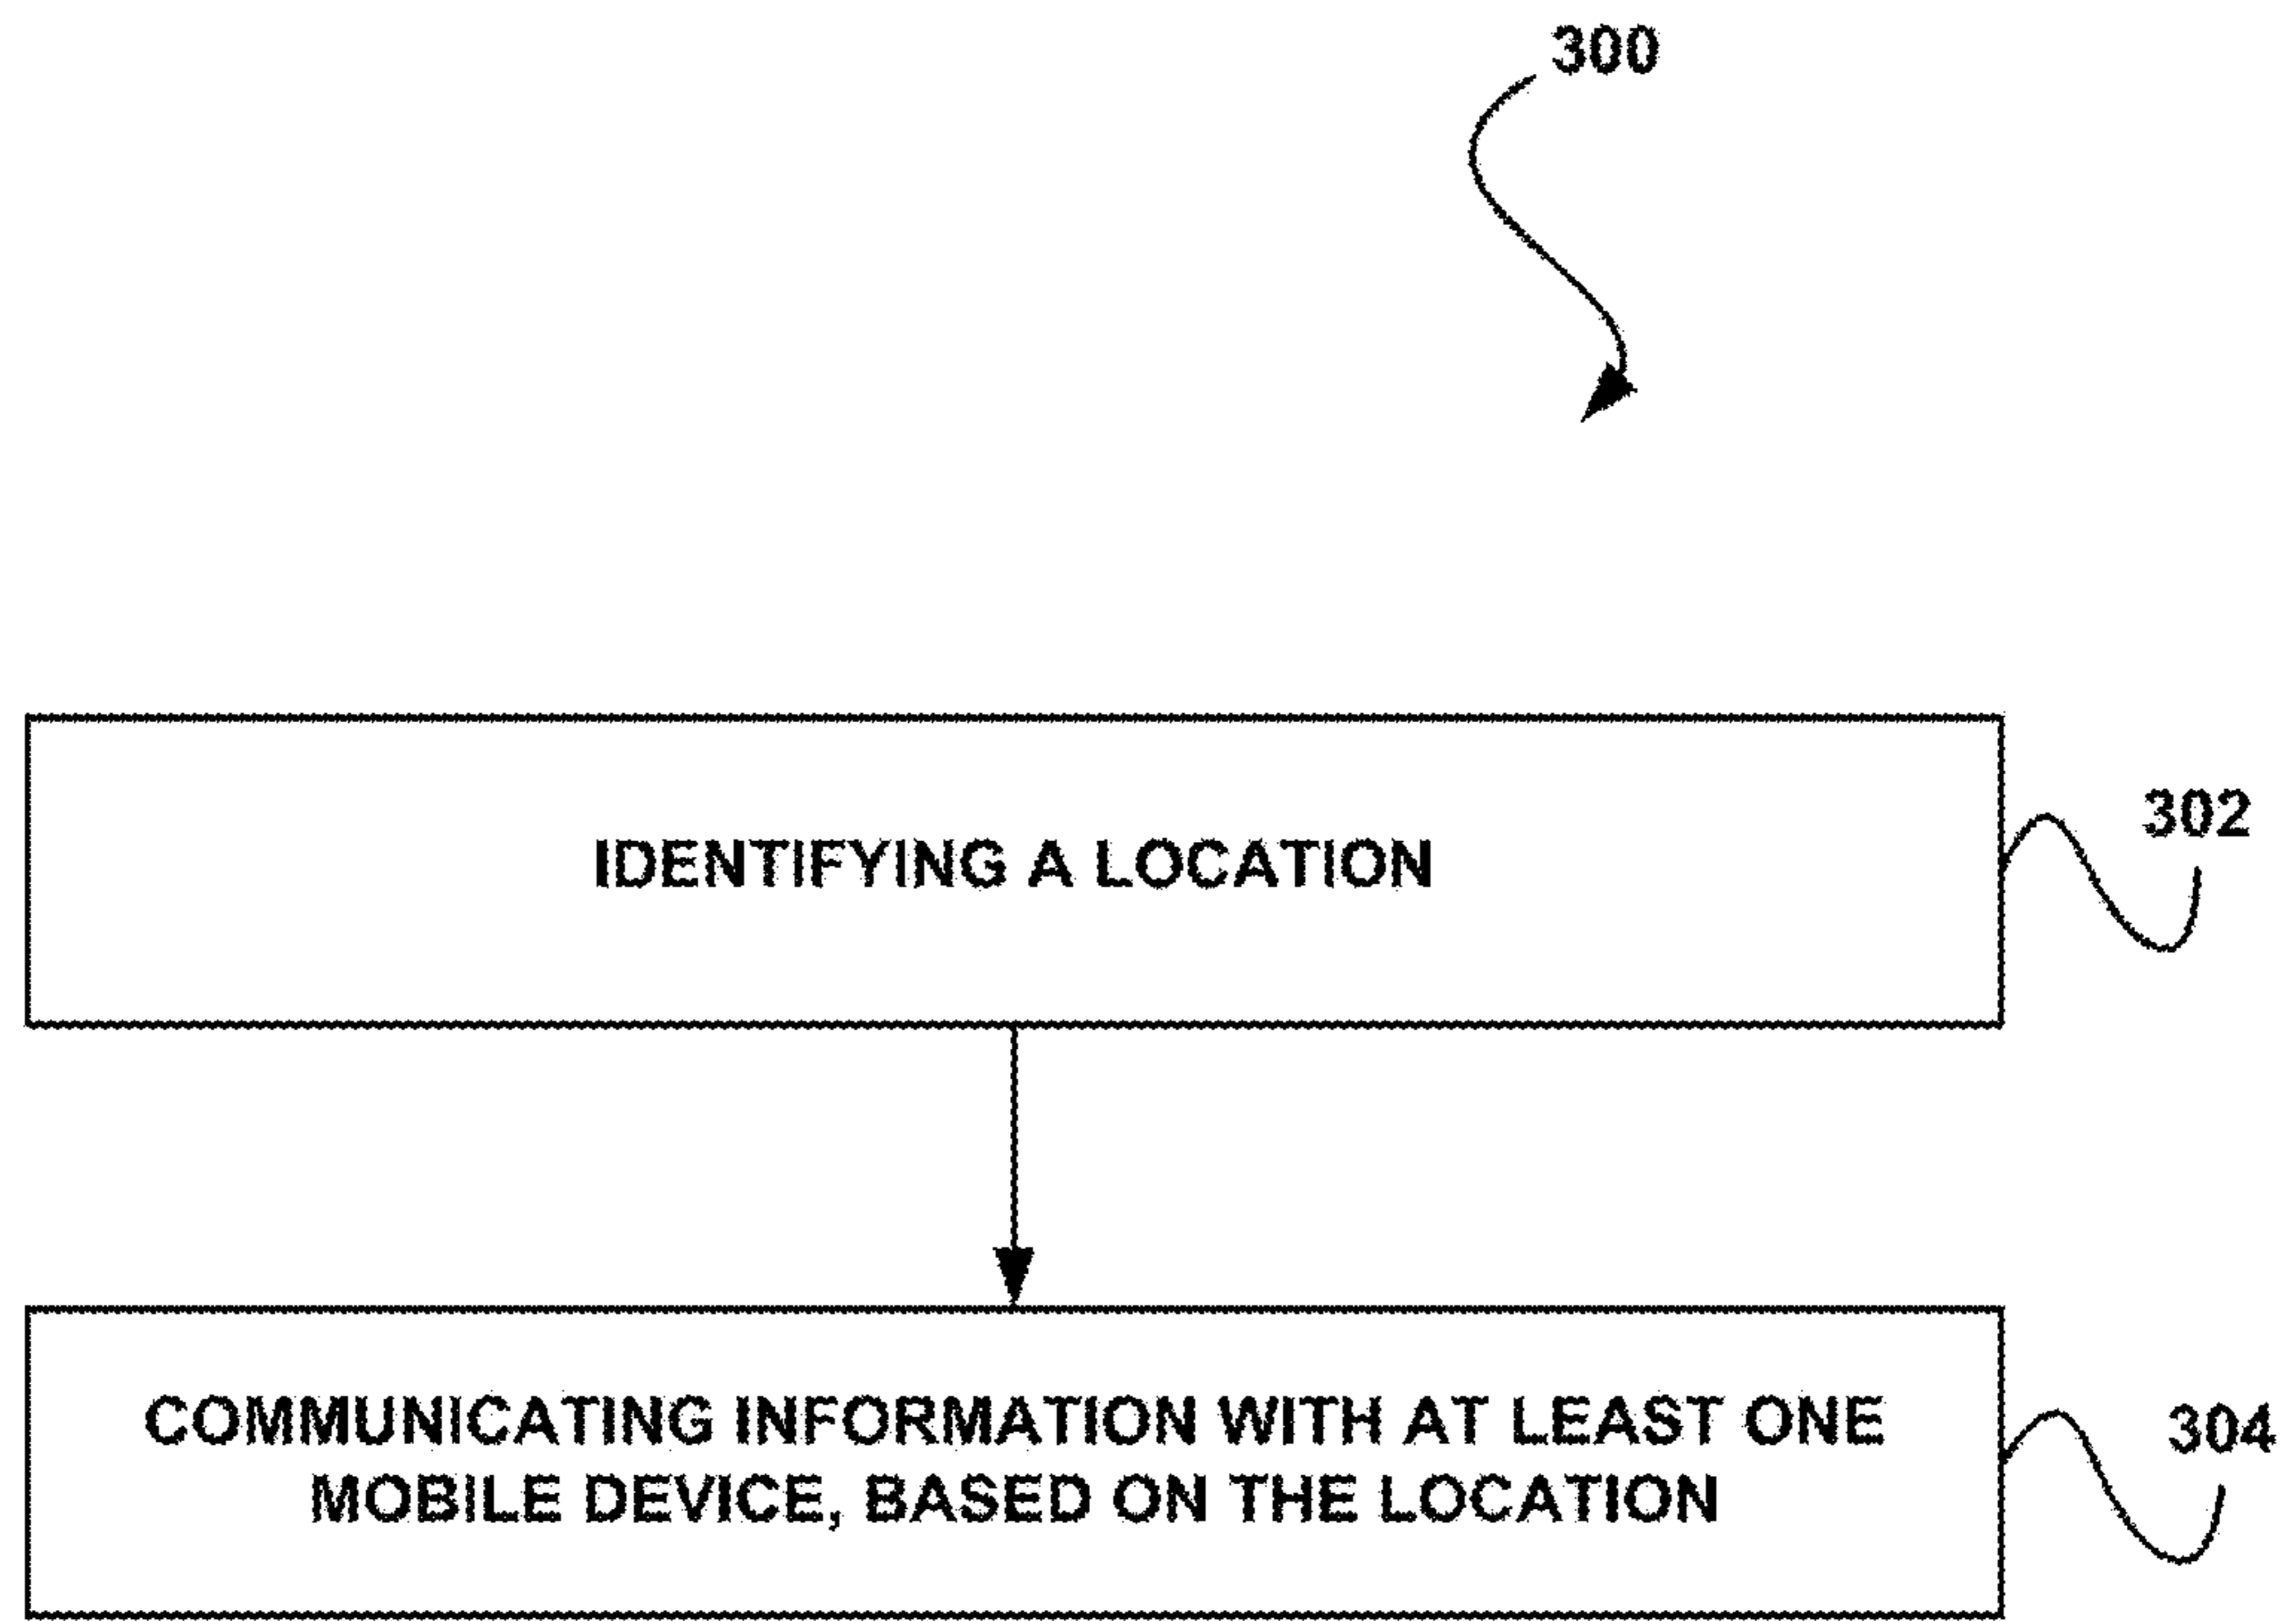 300
IDENTIFYING A LOCATION
302
COMMUNICATING INFORMATION WITH AT LEAST ONE
MOBILE DEVICE, BASED ON THE LOCATION
304